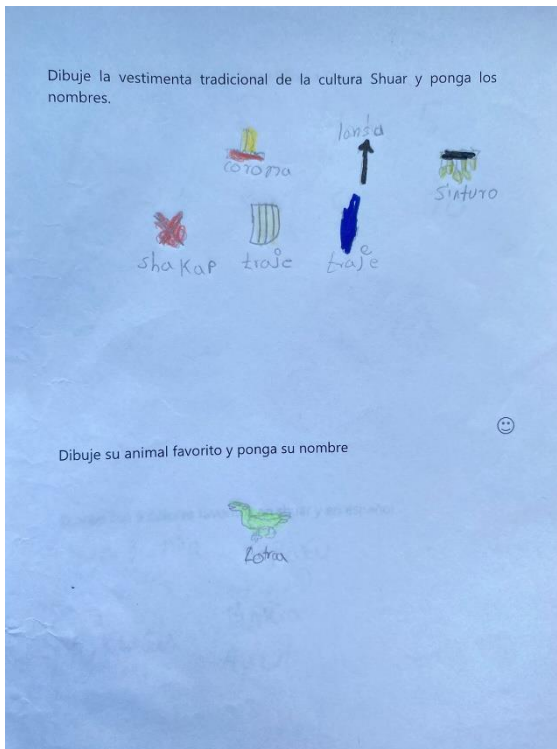 Dibuje la vestimenta tradicional de la cultura Shuar y ponga los
nombres.
lansa
corona
sinturo
shakap traje traje
Dibuje su animal favorito y ponga su nombre